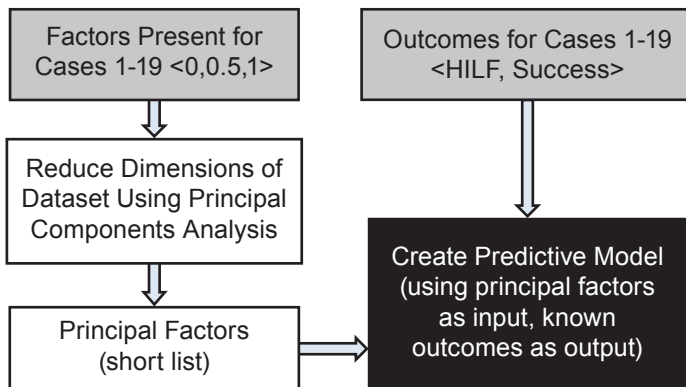 Factors Present for
Cases 1-19 <0,0.5,1>
Outcomes for Cases 1-19
<HILF, Success>
Reduce Dimensions of
Dataset Using Principal
Components Analysis
Create Predictive Model
(using principal factors
as input, known
outcomes as output)
Principal Factors
(short list)